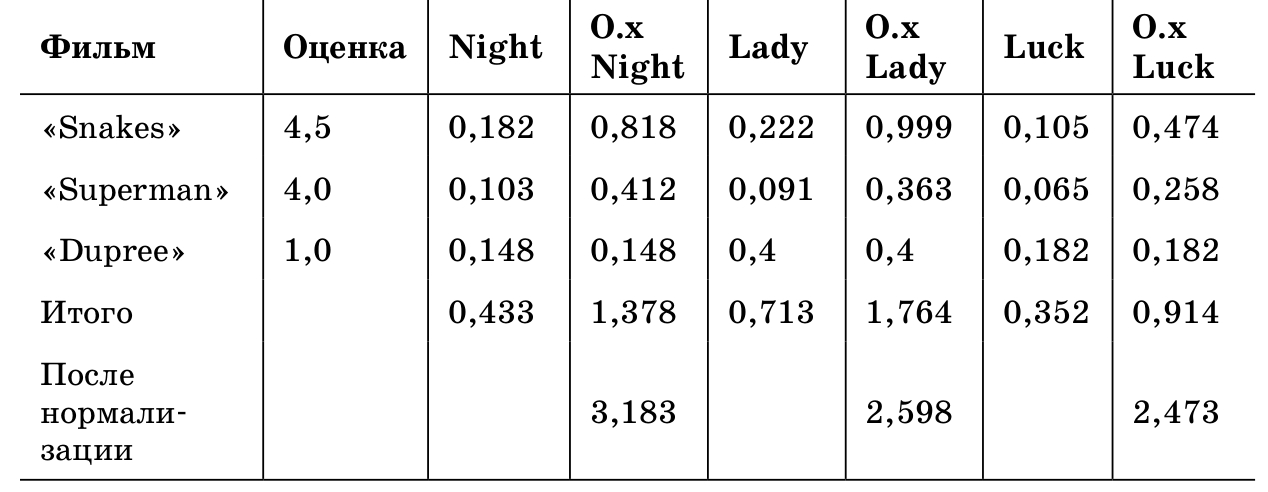 Фильм Оценка Night О.x Night Lady О.x Lady Luck О.x Luck
«Snakes» 4,5 0,182 0,818 0,222 0,999 0,105 0,474
«Superman» 4,0 0,103 0,412 0,091 0,363 0,065 0,258
«Dupree» 1,0 0,148 0,148 0,4 0,4 0,182 0,182
Итого 0,433 1,378 0,713 1,764 0,352 0,914
После
нормали-
зации 3,183 2,598 2,473